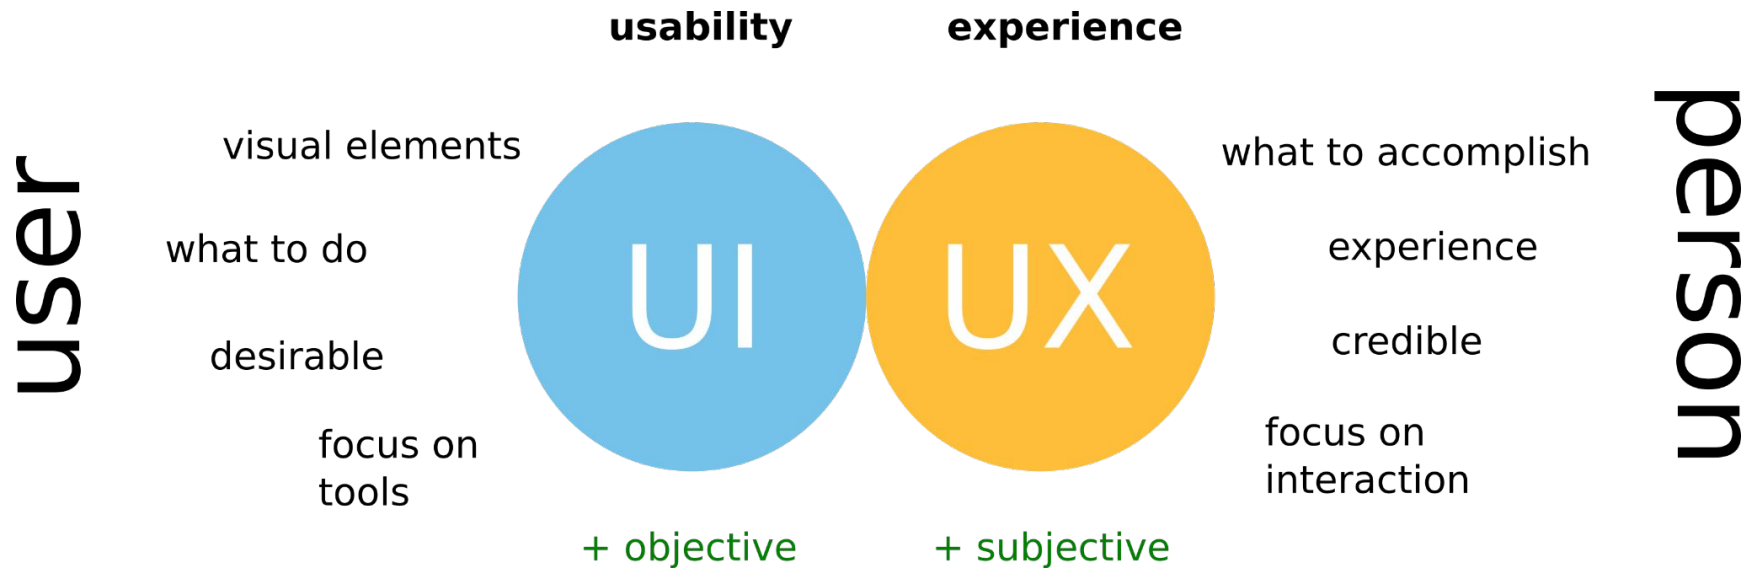 usability
experience
user
visual elements
what to do
desirable
focus on
tools
UI
UX
what to accomplish
experience
credible
focus on
interaction
person
+ objective
+ subjective